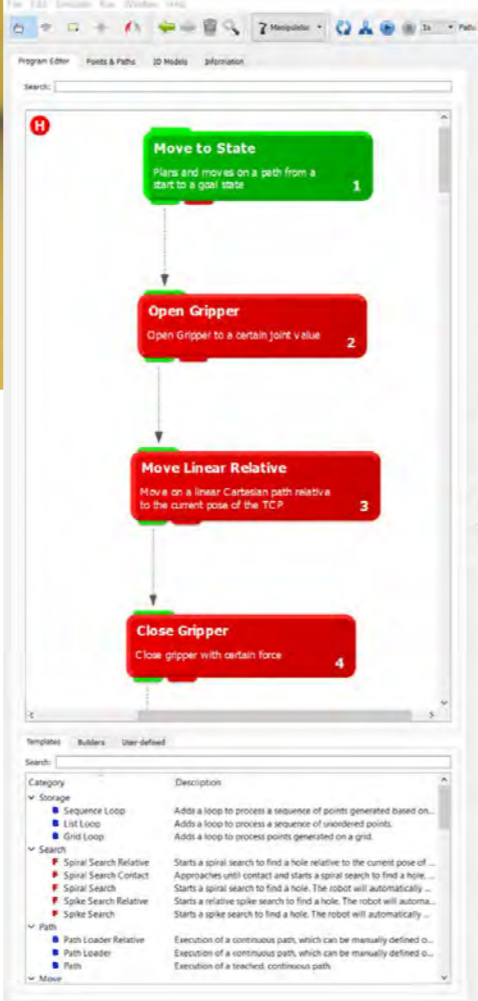 File Edit Simulate Run Window Help
? Manipulator 1x Path:
Program Editor Points & Paths 3D Models Information
Search:
H
Move to State
Plans and moves on a path from a
start to a goal state
1
Open Gripper
Open Gripper to a certain joint value
2
Move Linear Relative
Move on a linear Cartesian path relative
to the current pose of the TCP
3
Close Gripper
Close gripper with certain force
4
Templates Builders User-defined
Search:
Category Description
Storage
Sequence Loop Adds a loop to process a sequence of points generated based on...
List Loop Adds a loop to process a sequence of unordered points.
Grid Loop Adds a loop to process points generated on a grid.
Search
F Spiral Search Relative Starts a spiral search to find a hole relative to the current pose of ...
F Spiral Search Contact Approaches until contact and starts a spiral search to find a hole. ...
F Spiral Search Starts a spiral search to find a hole. The robot will automatically ...
F Spike Search Relative Starts a relative spike search to find a hole. The robot will automa...
F Spike Search Starts a spike search to find a hole. The robot will automatically ...
Path
Path Loader Relative Execution of a continuous path, which can be manually defined o...
Path Loader Execution of a continuous path, which can be manually defined o...
Path Execution of a teached, continuous path
Move